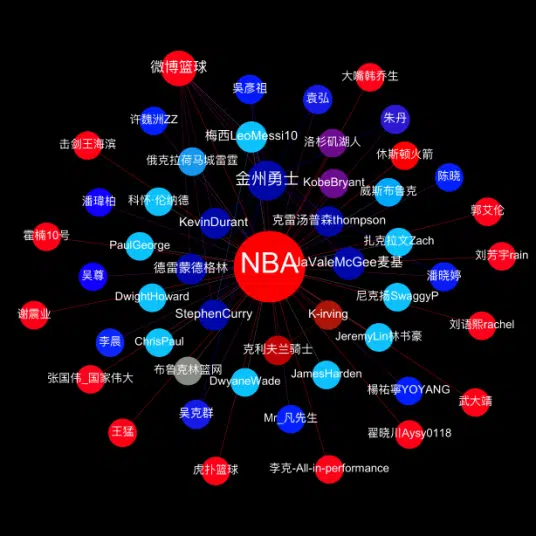 微博篮球
大嘴韩乔生
吳彥祖
袁弘
许魏洲ZZ
朱丹
梅西LeoMessi10
击剑王海滨
洛杉矶湖人
俄克拉荷马城雷霆
休斯顿火箭
金州勇士
KobeBryant
陈晓
威斯布鲁克
潘瑋柏
科怀·伦纳德
郭艾伦
KevinDurant
克雷汤普森thompson
霍楠10号
PaulGeorge
扎克拉文Zach
刘芳宇rain
NBA
JaValeMcGee麦基
德雷蒙德格林
吴尊
潘晓婷
DwightHoward
尼克扬SwaggyP
谢震业
StephenCurry
K-irving
刘语熙rachel
李晨
ChrisPaul
JeremyLin林书豪
克利夫兰骑士
布鲁克林篮网
张国伟_国家伟大
DwyaneWade
JamesHarden
楊祐寧YOYANG
武大靖
吴克群
Mr_凡先生
王猛
翟晓川Aysy0118
虎扑篮球
李克-All-in-performance